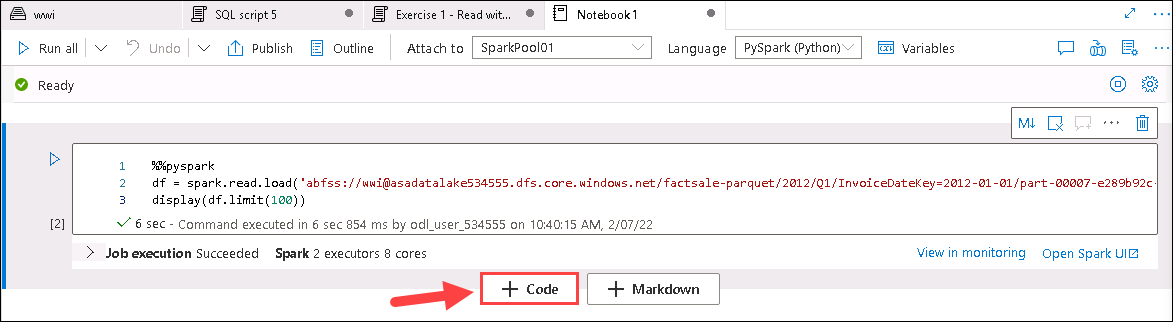 wwi SQL script 5 Exercise 1 - Read wit... Notebook 1
Run all Undo Publish Outline Attach to SparkPool01 Language PySpark (Python) Variables
Ready
M↓
1 %%pyspark
2 df = spark.read.load('abfss://wwi@asadatalake534555.dfs.core.windows.net/factsale-parquet/2012/Q1/InvoiceDateKey=2012-01-01/part-00007-e289b92c-
3 display(df.limit(100))
[2] 6 sec - Command executed in 6 sec 854 ms by odl_user_534555 on 10:40:15 AM, 2/07/22
Job execution Succeeded Spark 2 executors 8 cores View in monitoring Open Spark UI
+ Code + Markdown